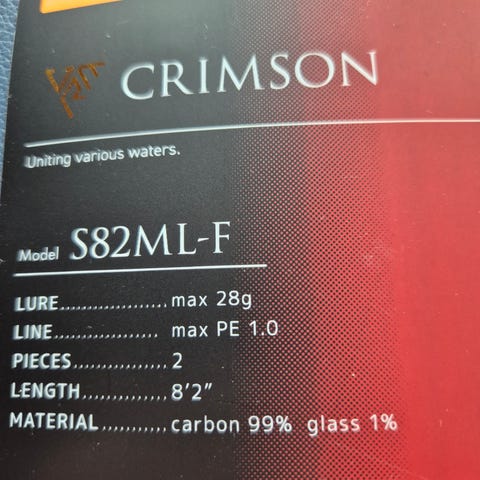 CRIMSON
Uniting various waters.
Model S82ML-F
LURE.................. max 28g
LINE................. max PE 1.0
PIECES............... 2
LENGTH.............. 8'2"
MATERIAL........... carbon 99% glass 1%